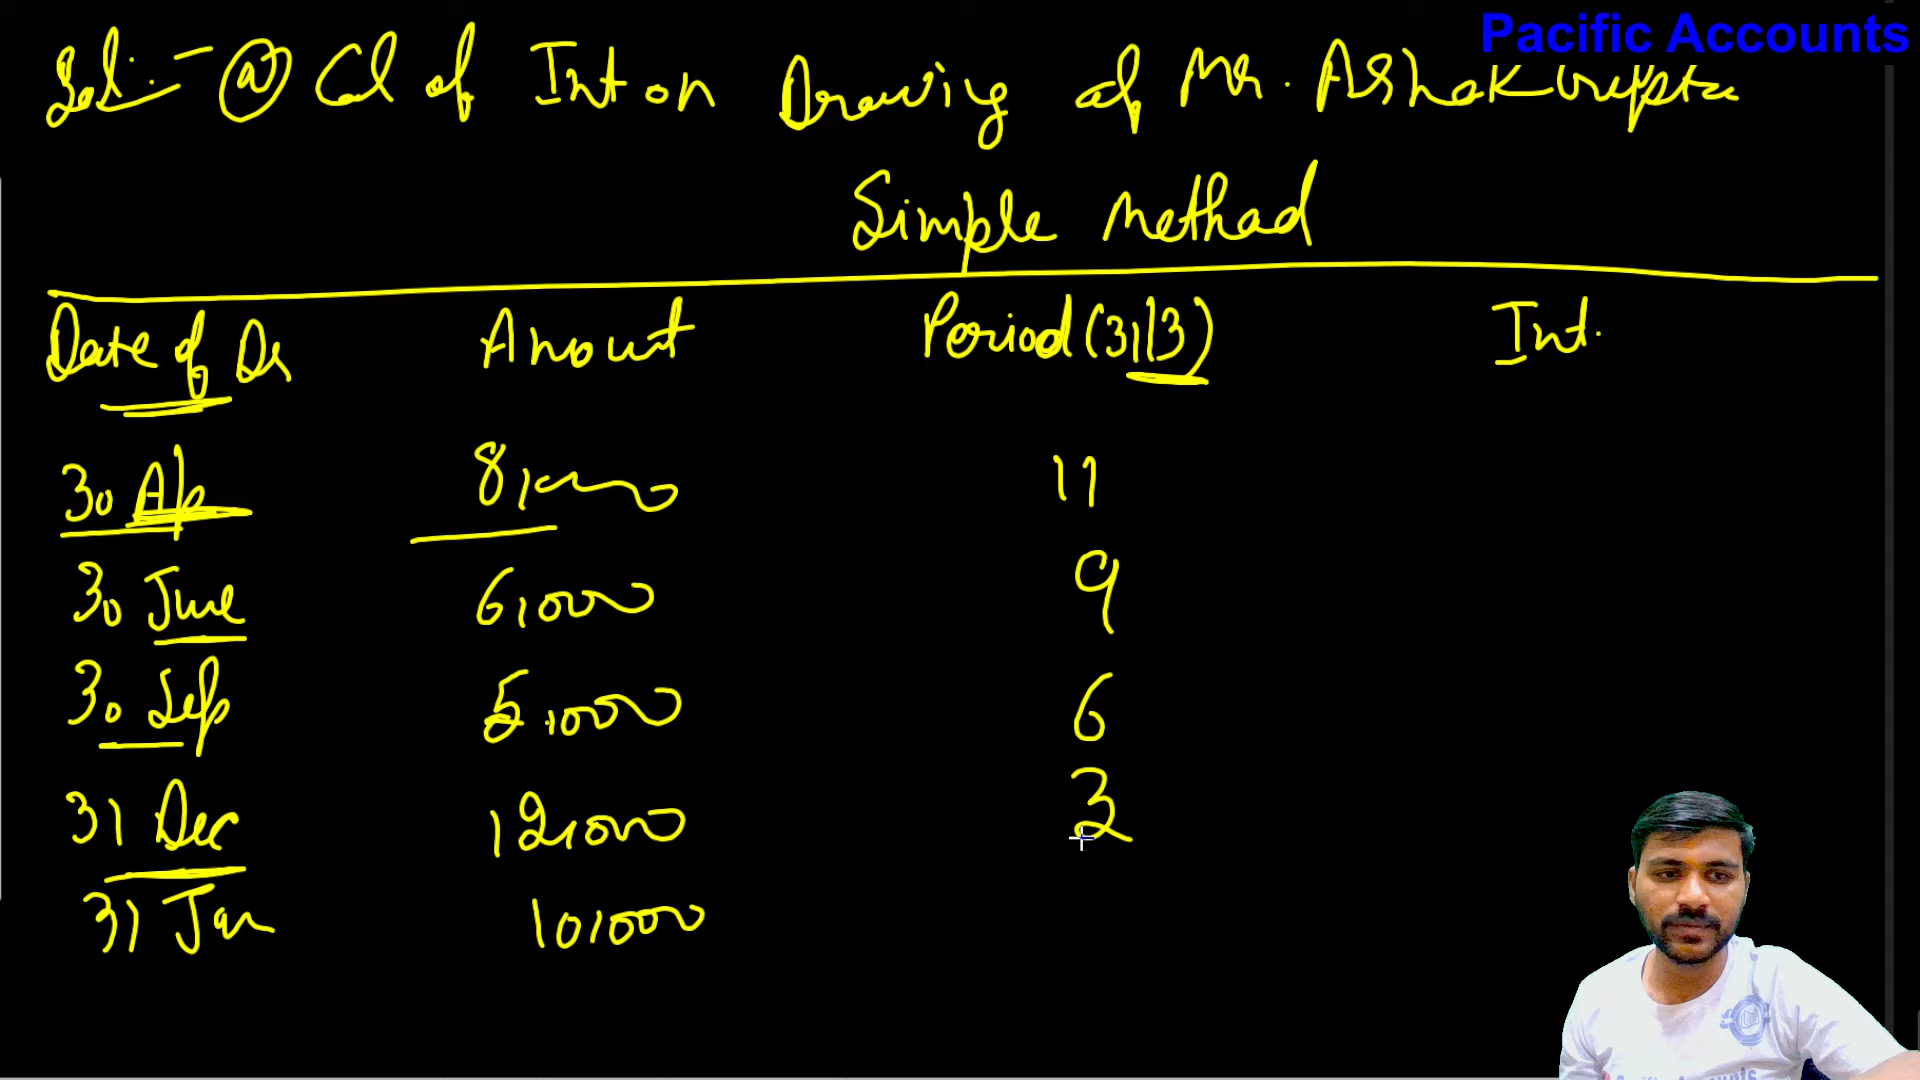 Pacific Accounts
Sol:- (a) Cal of Int on Drawing of Mr. Ashok Gupta
Simple Method
Date of Dr Amount Period (31/3) Int.
30 Ap 8,000 11
30 June 6,000 9
30 Sep 5,000 6
31 Dec 12,000 3
31 Jan 10,000